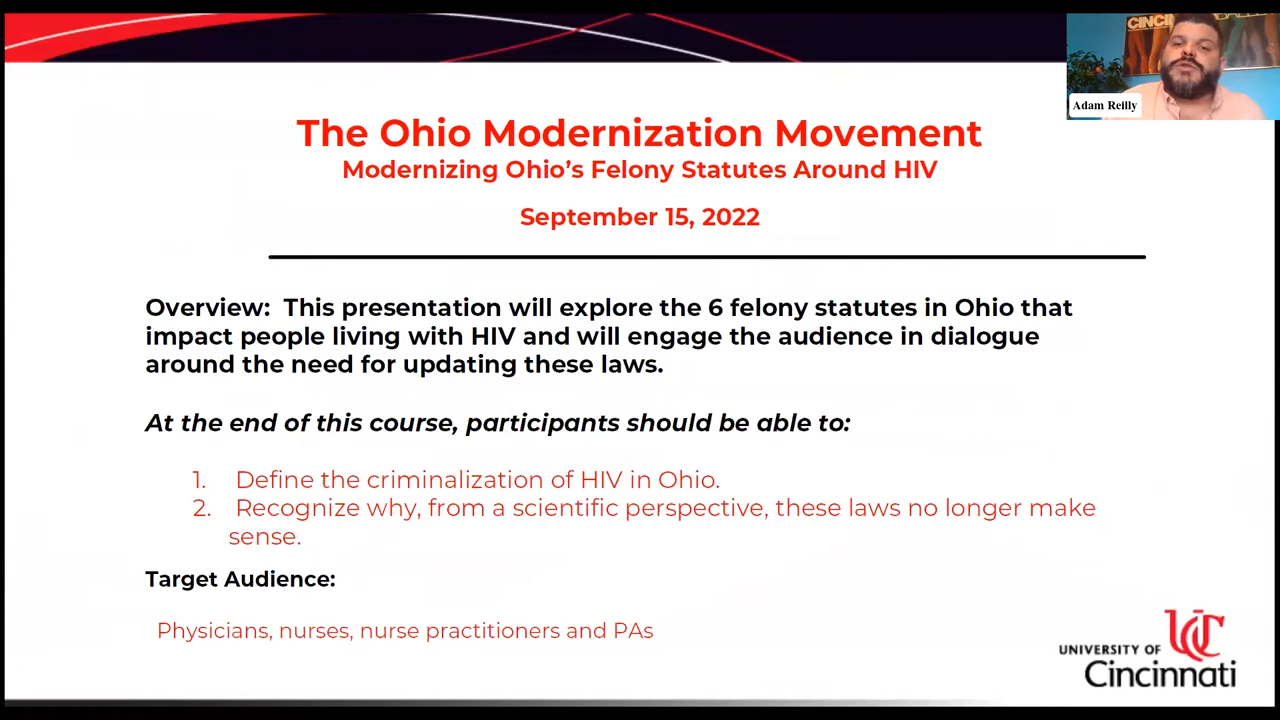 CINCI
Adam Reilly
The Ohio Modernization Movement
Modernizing Ohio's Felony Statutes Around HIV
September 15, 2022
Overview: This presentation will explore the 6 felony statutes in Ohio that
impact people living with HIV and will engage the audience in dialogue
around the need for updating these laws.
At the end of this course, participants should be able to:
1. Define the criminalization of HIV in Ohio.
2. Recognize why, from a scientific perspective, these laws no longer make
sense.
Target Audience:
Physicians, nurses, nurse practitioners and PAs
UC
UNIVERSITY OF
Cincinnati